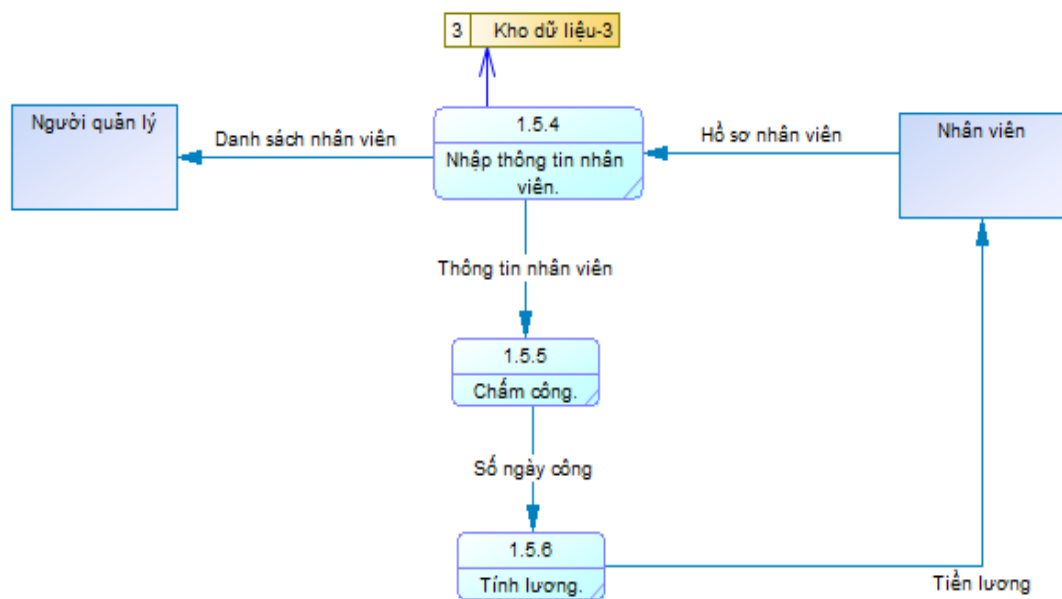 3 Kho dữ liệu-3
Người quản lý
Danh sách nhân viên
1.5.4
Nhập thông tin nhân
viên.
Hồ sơ nhân viên
Nhân viên
Thông tin nhân viên
1.5.5
Chấm công.
Số ngày công
1.5.6
Tính lương.
Tiền lương